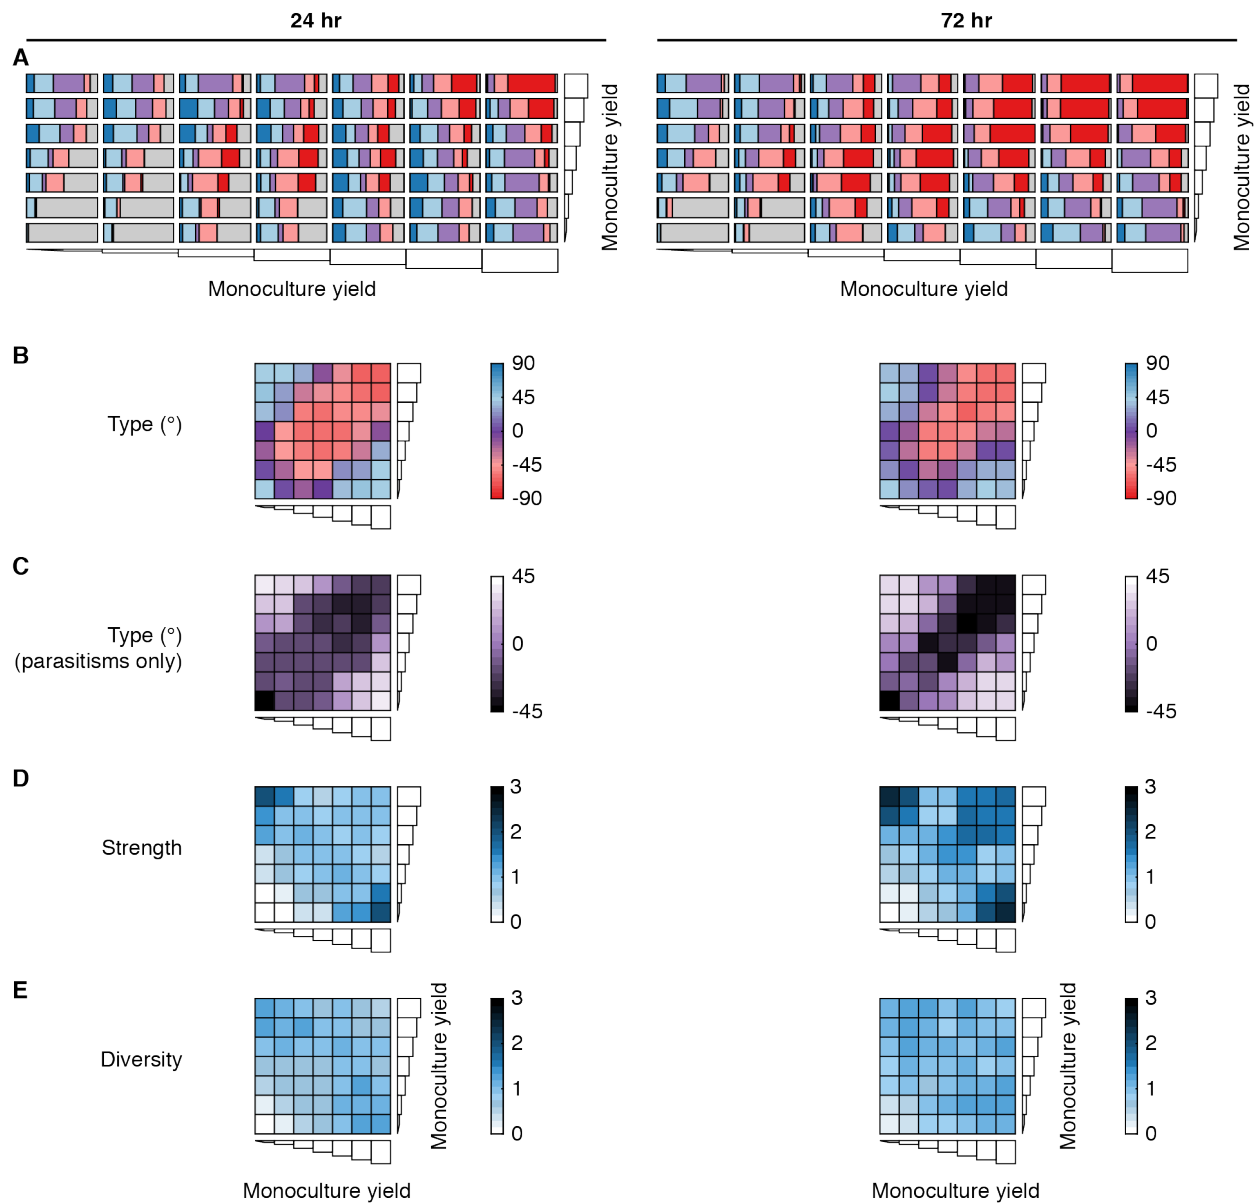 24 hr
72 hr
A
Monoculture yield
Monoculture yield
Monoculture yield
Monoculture yield
B
Type (°)
90
45
0
-45
-90
90
45
0
-45
-90
C
Type (°)
(parasitisms only)
45
0
-45
45
0
-45
D
Strength
3
2
1
0
3
2
1
0
E
Diversity
Monoculture yield
3
2
1
0
Monoculture yield
3
2
1
0
Monoculture yield
Monoculture yield